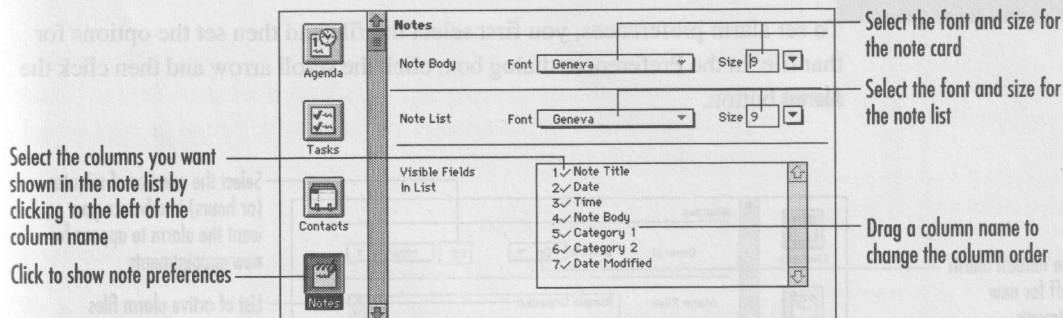 Notes
Agenda
Note Body Font Geneva Size 9
Note List Font Geneva Size 9
Tasks
Visible Fields
In List
1✓ Note Title
2✓ Date
3✓ Time
4✓ Note Body
5✓ Category 1
6✓ Category 2
7✓ Date Modified
Contacts
Notes
Select the columns you want
shown in the note list by
clicking to the left of the
column name
Click to show note preferences
Select the font and size for
the note card
Select the font and size for
the note list
Drag a column name to
change the column order